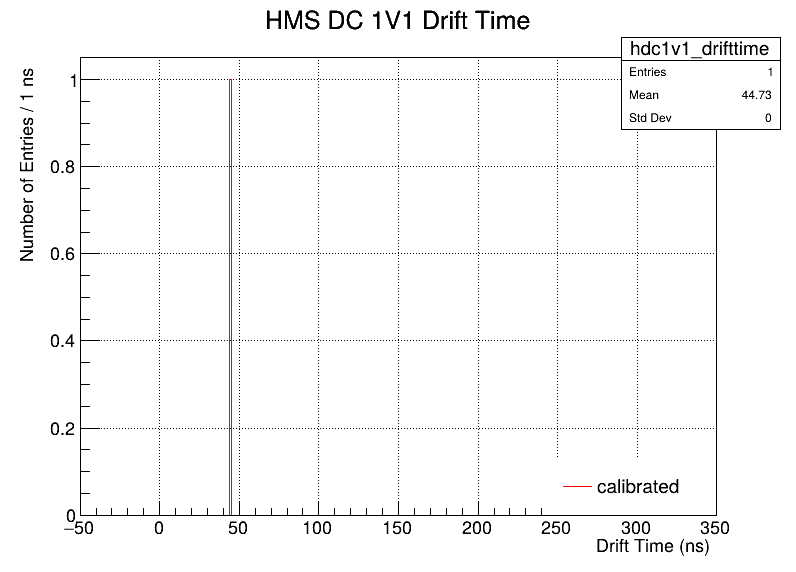 HMS DC 1V1 Drift Time
hdc1v1_drifttime
Entries 1
Mean 44.73
Std Dev 0
Number of Entries / 1 ns
1
0.8
0.6
0.4
0.2
0
−50 0 50 100 150 200 250 300 350
Drift Time (ns)
calibrated